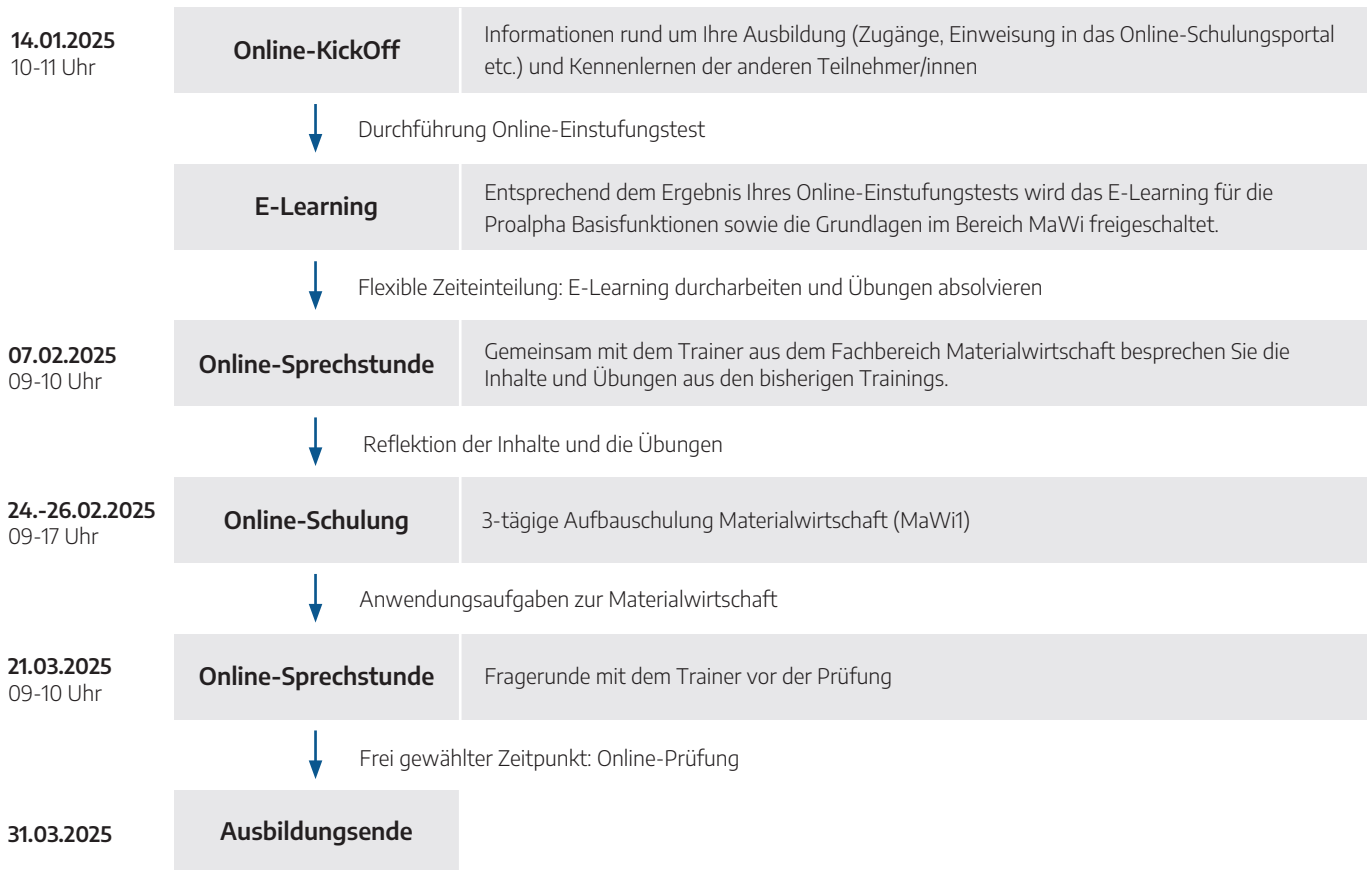 14.01.2025
10-11 Uhr
Online-KickOff
Informationen rund um Ihre Ausbildung (Zugänge, Einweisung in das Online-Schulungsportal
etc.) und Kennenlernen der anderen Teilnehmer/innen
Durchführung Online-Einstufungstest
E-Learning
Entsprechend dem Ergebnis Ihres Online-Einstufungstests wird das E-Learning für die
Proalpha Basisfunktionen sowie die Grundlagen im Bereich MaWi freigeschaltet.
Flexible Zeiteinteilung: E-Learning durcharbeiten und Übungen absolvieren
07.02.2025
09-10 Uhr
Online-Sprechstunde
Gemeinsam mit dem Trainer aus dem Fachbereich Materialwirtschaft besprechen Sie die
Inhalte und Übungen aus den bisherigen Trainings.
Reflektion der Inhalte und die Übungen
24.-26.02.2025
09-17 Uhr
Online-Schulung
3-tägige Aufbauschulung Materialwirtschaft (MaWi1)
Anwendungsaufgaben zur Materialwirtschaft
21.03.2025
09-10 Uhr
Online-Sprechstunde
Fragerunde mit dem Trainer vor der Prüfung
Frei gewählter Zeitpunkt: Online-Prüfung
31.03.2025
Ausbildungsende